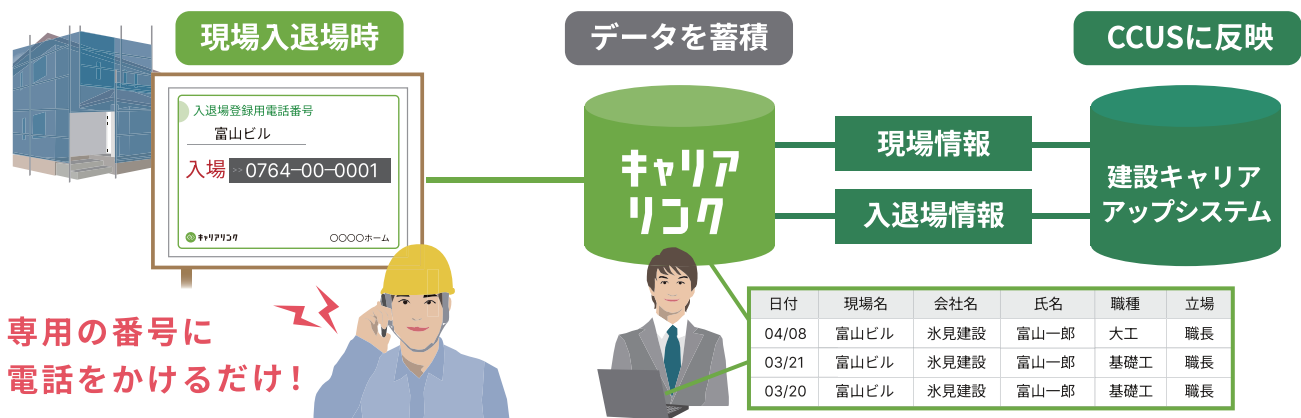 現場入退場時
データを蓄積
CCUSに反映
入退場登録用電話番号
富山ビル
入場 >> 0764-00-0001
キャリアリンク
〇〇〇〇ホーム
専用の番号に
電話をかけるだけ！
キャリア
リンク
現場情報
入退場情報
建設キャリア
アップシステム
日付 現場名 会社名 氏名 職種 立場
04/08 富山ビル 氷見建設 富山一郎 大工 職長
03/21 富山ビル 氷見建設 富山一郎 基礎工 職長
03/20 富山ビル 氷見建設 富山一郎 基礎工 職長